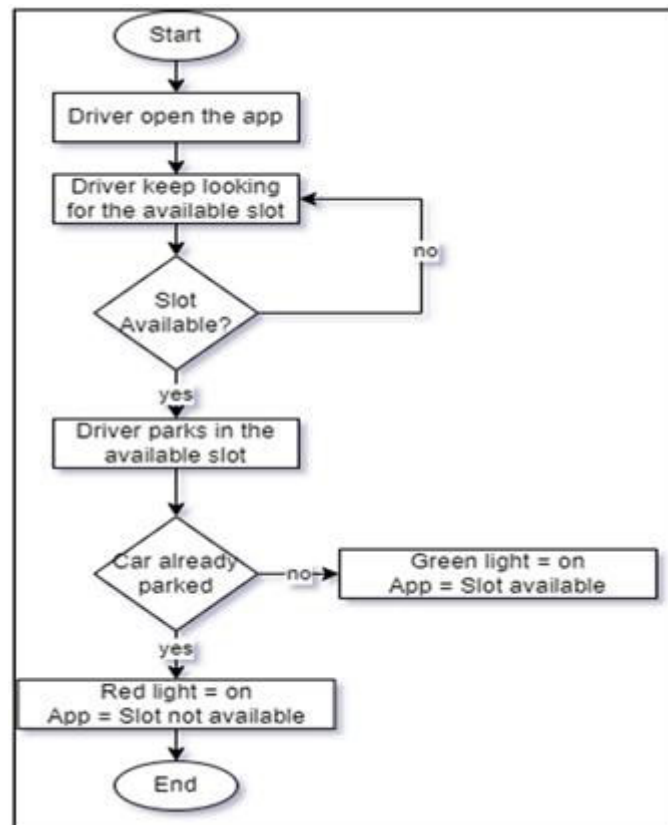 Start
Driver open the app
Driver keep looking
for the available slot
no
Slot
Available?
yes
Driver parks in the
available slot
Car already
parked
no
Green light = on
App = Slot available
yes
Red light = on
App = Slot not available
End